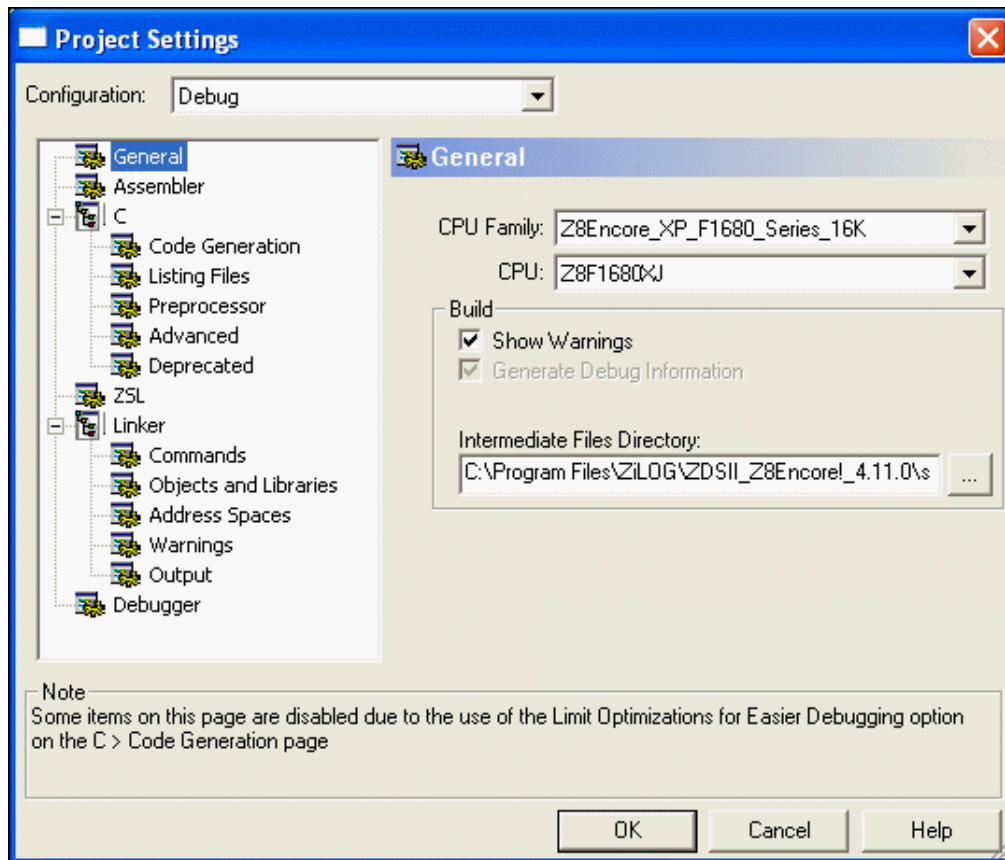 Project Settings
Configuration: Debug
General
Assembler
C
Code Generation
Listing Files
Preprocessor
Advanced
Deprecated
ZSL
Linker
Commands
Objects and Libraries
Address Spaces
Warnings
Output
Debugger
General
CPU Family: Z8Encore_XP_F1680_Series_16K
CPU: Z8F1680XJ
Build
Show Warnings
Generate Debug Information
Intermediate Files Directory:
C:\Program Files\ZiLOG\ZDSII_Z8Encore!_4.11.0\s ...
Note
Some items on this page are disabled due to the use of the Limit Optimizations for Easier Debugging option
on the C > Code Generation page
OK Cancel Help